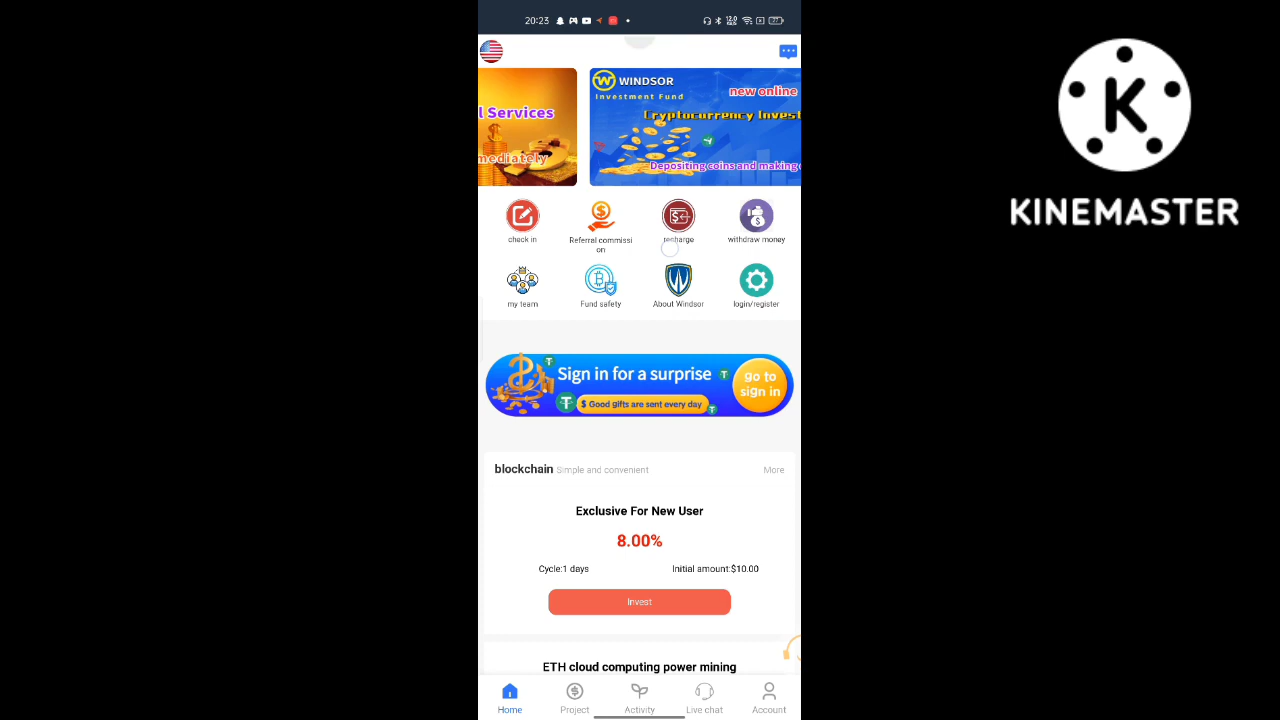 20:23
27
l Services
mediately
WINDSOR
Investment Fund
new online
Cryptocurrency Invest
Depositing coins and making
check in
Referral commissi
on
recharge
withdraw money
my team
Fund safety
About Windsor
login/register
Sign in for a surprise
$ Good gifts are sent every day
go to
sign in
blockchain Simple and convenient
More
Exclusive For New User
8.00%
Cycle:1 days
Initial amount:$10.00
Invest
ETH cloud computing power mining
Home
Project
Activity
Live chat
Account
KINEMASTER